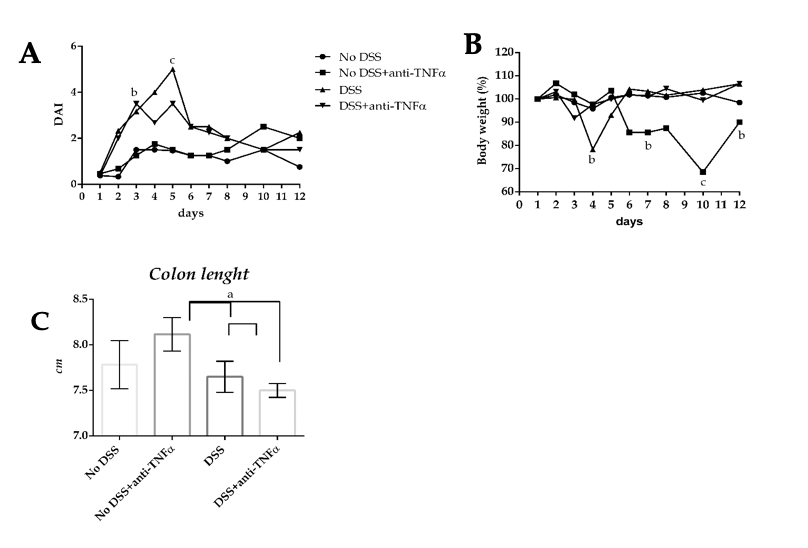 A
6
4
2
0
DAI
b
c
0 1 2 3 4 5 6 7 8 9 10 11 12
days
No DSS
No DSS+anti-TNFα
DSS
DSS+anti-TNFα
B
120
110
100
90
80
70
60
Body weight (%)
b
b
c
b
0 1 2 3 4 5 6 7 8 9 10 11 12
days
C
Colon lenght
8.5
8.0
7.5
7.0
cm
a
No DSS
No DSS+anti-TNFα
DSS
DSS+anti-TNFα